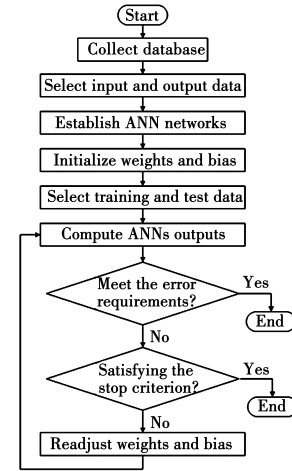 Start
Collect database
Select input and output data
Establish ANN networks
Initialize weights and bias
Select training and test data
Compute ANNs outputs
Meet the error
requirements?
Yes
End
No
Satisfying the
stop criterion?
Yes
End
No
Readjust weights and bias